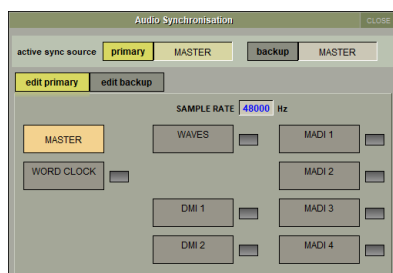 Audio Synchronisation CLOSE
active sync source primary MASTER backup MASTER
edit primary edit backup
SAMPLE RATE 48000 Hz
MASTER WAVES MADI 1
WORD CLOCK MADI 2
DMI 1 MADI 3
DMI 2 MADI 4